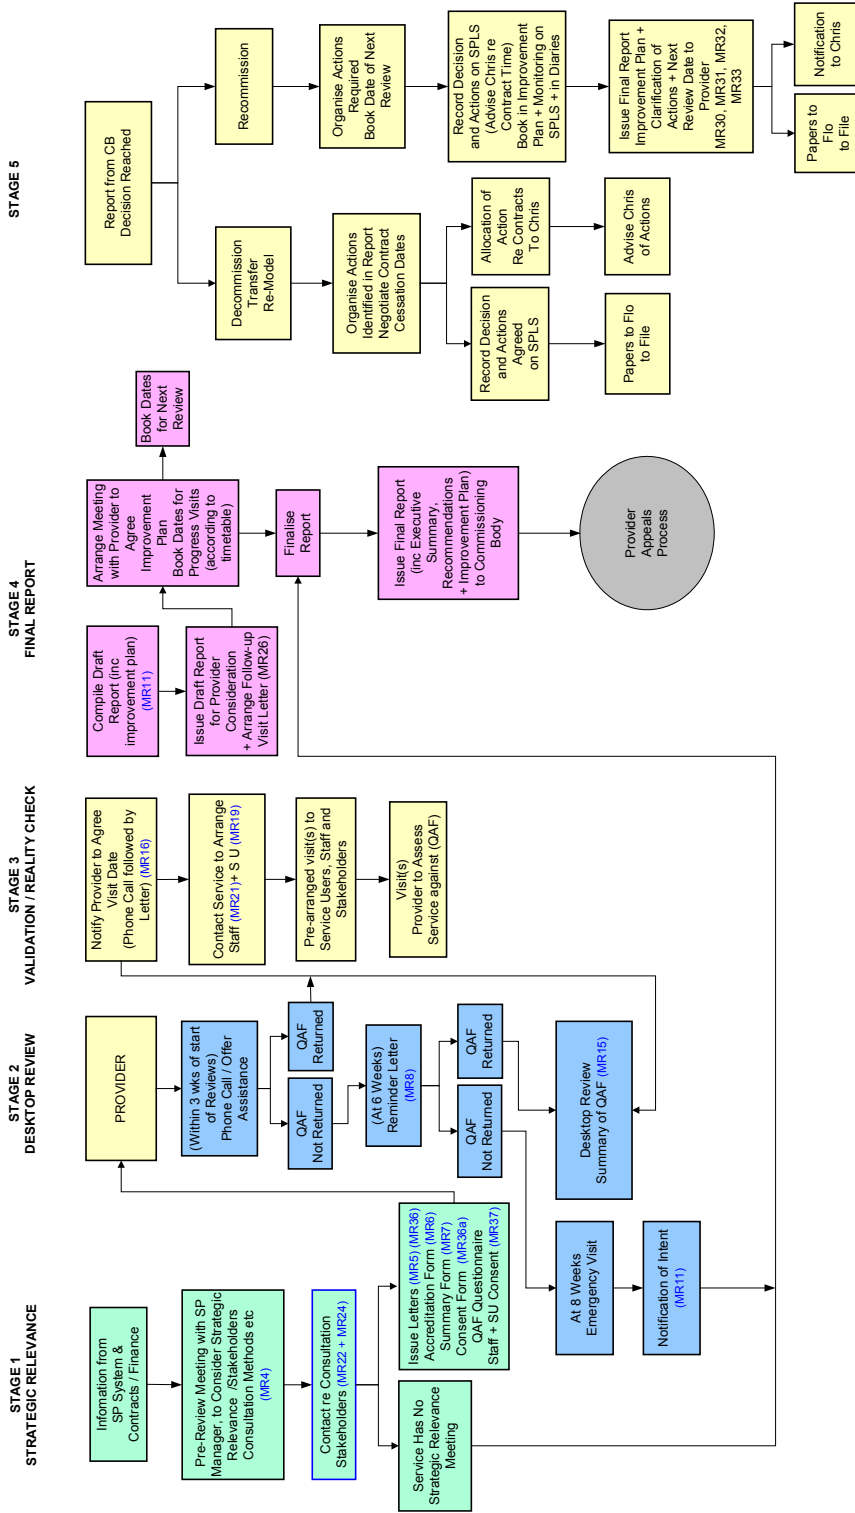 STAGE 1
STRATEGIC RELEVANCE
Infomation from
SP System &
Contracts / Finance
Pre-Review Meeting with SP
Manager, to Consider Strategic
Relevance /Stakeholders
Consultation Methods etc
(MR4)
Contact re Consultation
Stakeholders (MR22 + MR24)
Service Has No
Strategic Relevance
Meeting
Issue Letters (MR5) (MR36)
Accreditation Form (MR6)
Summary Form (MR7)
Consent Form (MR36a)
QAF Questionnaire
Staff + SU Consent (MR37)
STAGE 2
DESKTOP REVIEW
PROVIDER
(Within 3 wks of start
of Reviews)
Phone Call / Offer
Assistance
QAF
Not Returned
QAF
Returned
(At 6 Weeks)
Reminder Letter
(MR8)
QAF
Not Returned
QAF
Returned
At 8 Weeks
Emergency Visit
Notification of Intent
(MR11)
Desktop Review
Summary of QAF (MR15)
STAGE 3
VALIDATION / REALITY CHECK
Notify Provider to Agree
Visit Date
(Phone Call followed by
Letter) (MR16)
Contact Service to Arrange
Staff (MR21)+ S U (MR19)
Pre-arranged visit(s) to
Service Users, Staff and
Stakeholders
Visit(s)
Provider to Assess
Service against (QAF)
STAGE 4
FINAL REPORT
Compile Draft
Report (inc
improvement plan)
(MR11)
Issue Draft Report
for Provider
Consideration
+ Arrange Follow-up
Visit Letter (MR26)
Arrange Meeting
with Provider to
Agree
Improvement
Plan
Book Dates for
Progress Visits
(according to
timetable)
Book Dates
for Next
Review
Finalise
Report
Issue Final Report
(inc Executive
Summary,
Recommendations
+ Improvement Plan)
to Commissioning
Body
Provider
Appeals
Process
STAGE 5
Report from CB
Decision Reached
Decommission
Transfer
Re-Model
Recommission
Organise Actions
Identified in Report
Negotiate Contract
Cessation Dates
Organise Actions
Required
Book Date of Next
Review
Record Decision
and Actions
Agreed
on SPLS
Allocation of
Action
Re Contracts
To Chris
Record Decision
and Actions on SPLS
(Advise Chris re
Contract Time)
Book in Improvement
Plan + Monitoring on
SPLS + in Diaries
Papers to Flo
to File
Advise Chris
of Actions
Issue Final Report
Improvement Plan +
Clarification of
Actions + Next
Review Date to
Provider
MR30, MR31, MR32,
MR33
Papers to
Flo
to File
Notification
to Chris